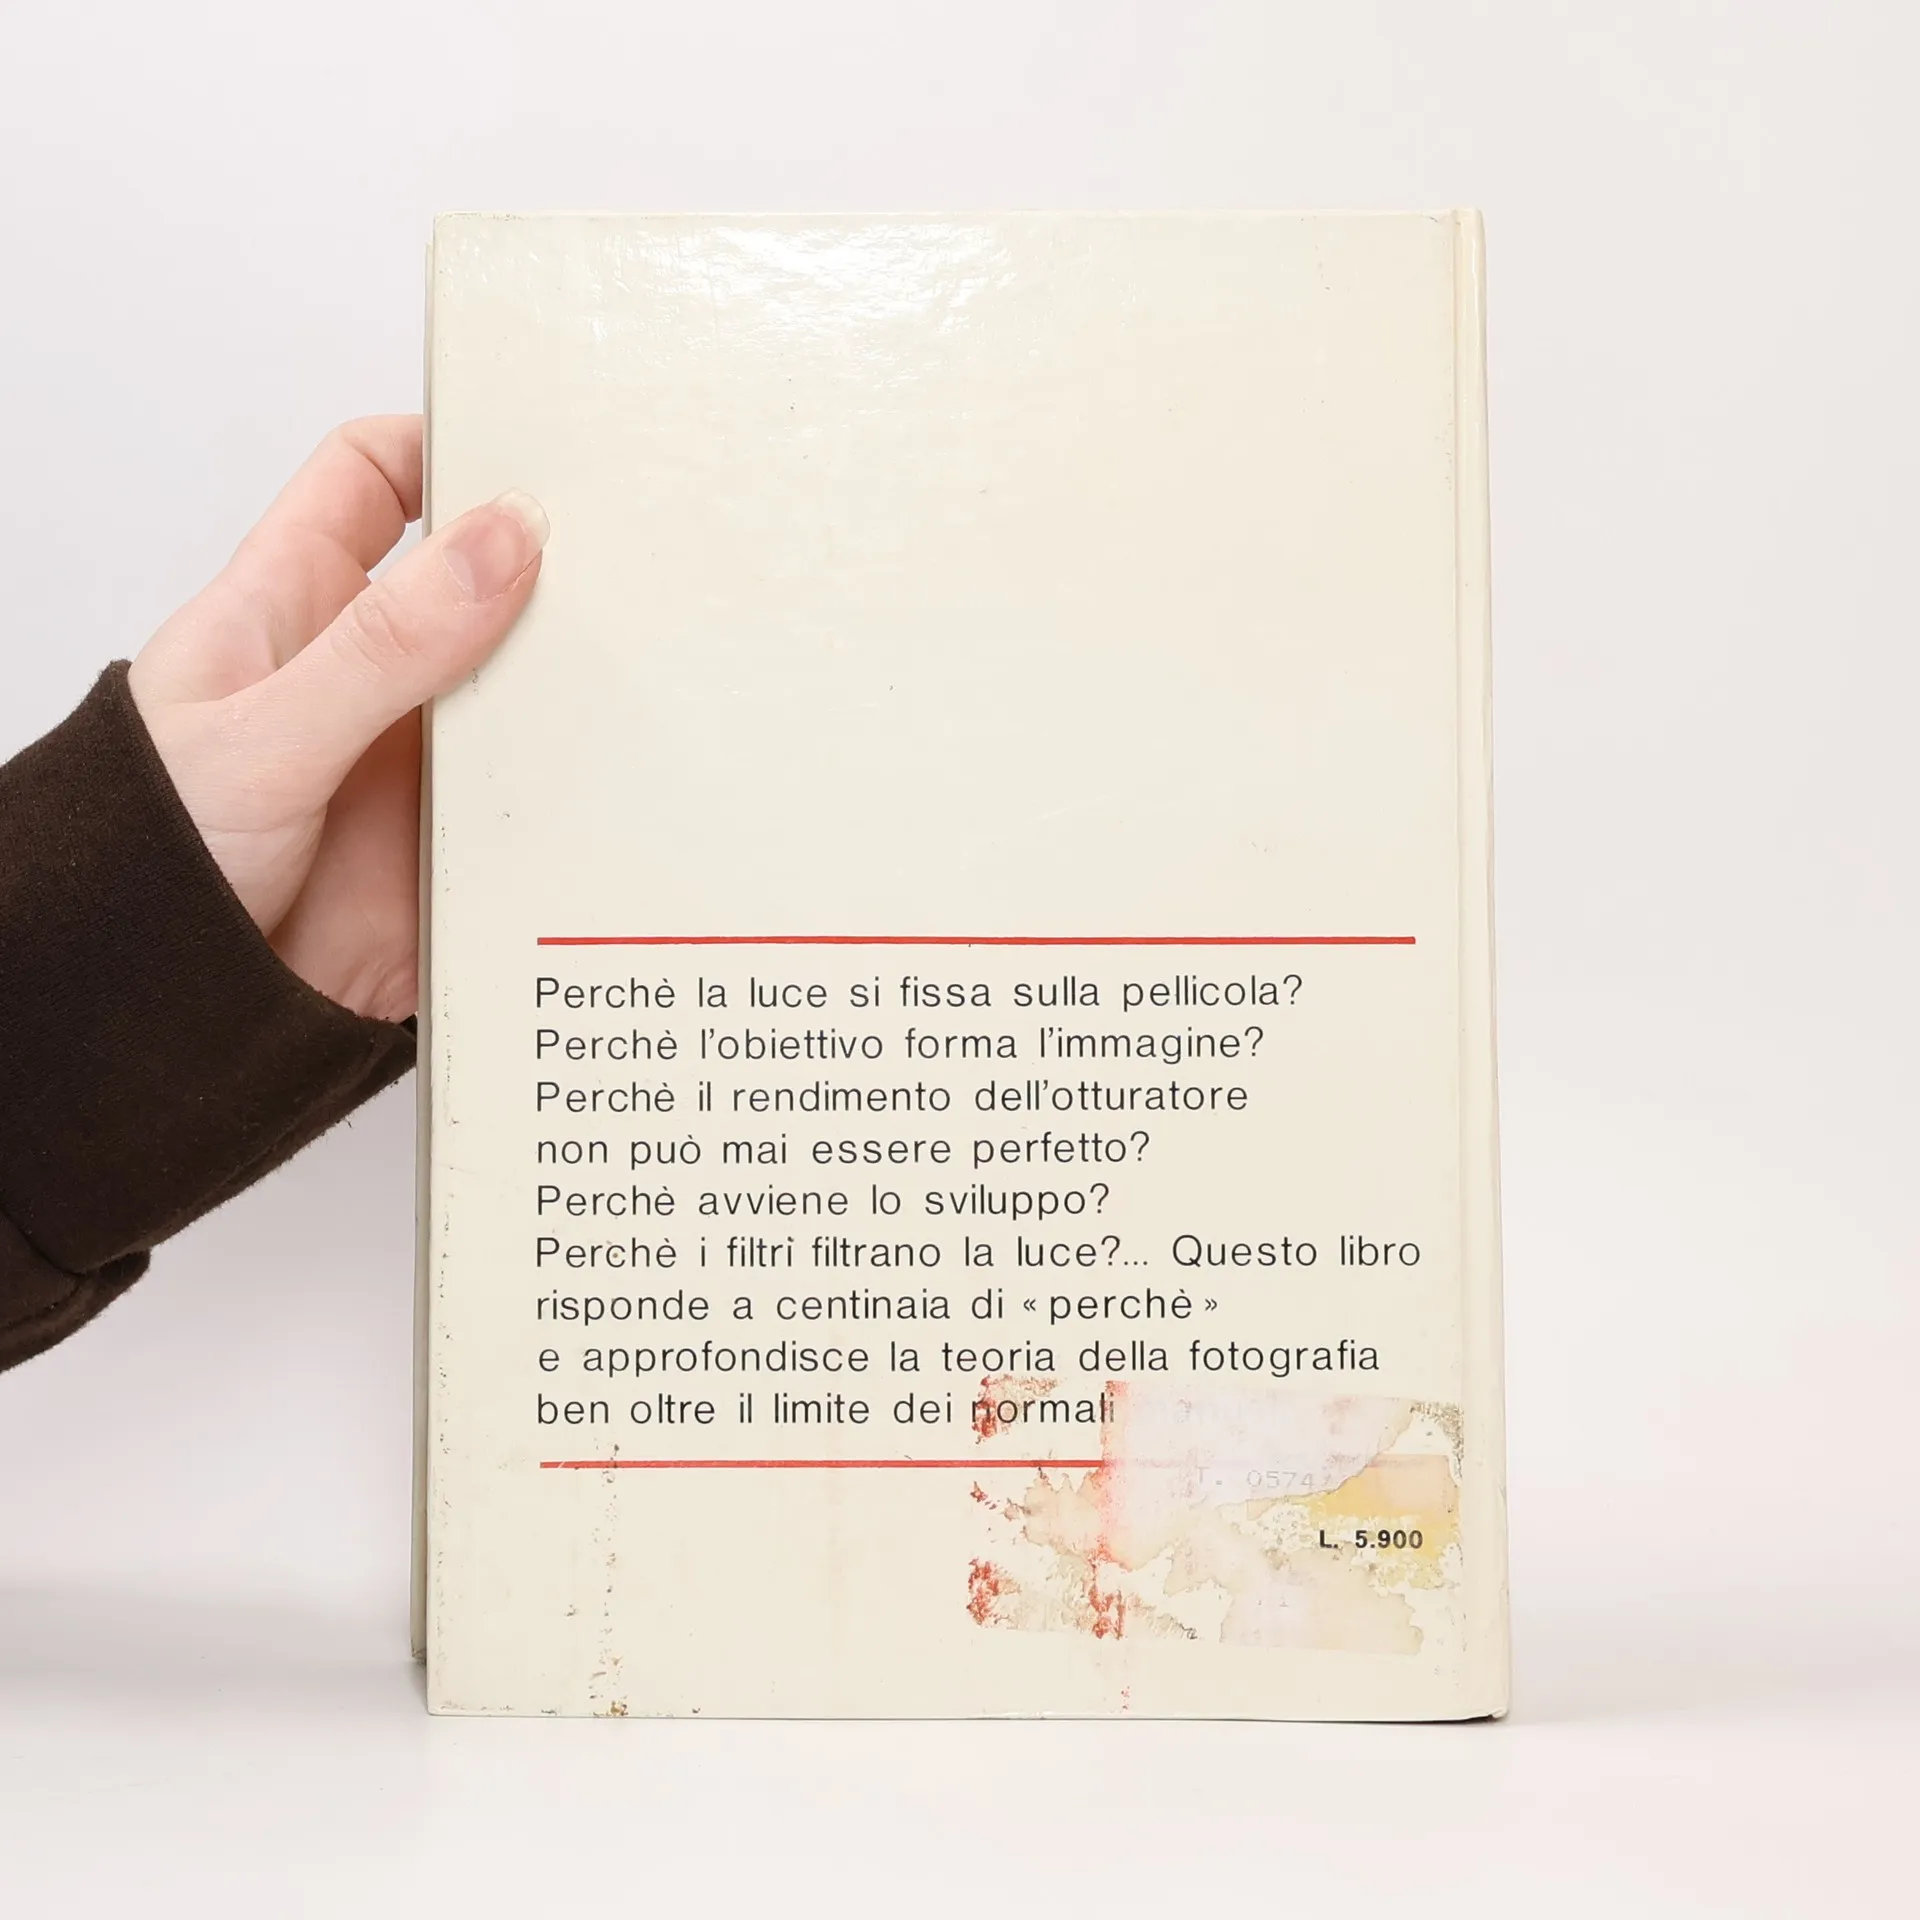 Perchè la luce si fissa sulla pellicola?
Perchè l'obiettivo forma l'immagine?
Perchè il rendimento dell'otturatore
non può mai essere perfetto?
Perchè avviene lo sviluppo?
Perchè i filtri filtrano la luce?... Questo libro
risponde a centinaia di « perchè »
e approfondisce la teoria della fotografia
ben oltre il limite dei normali
T. 0574
L. 5.900